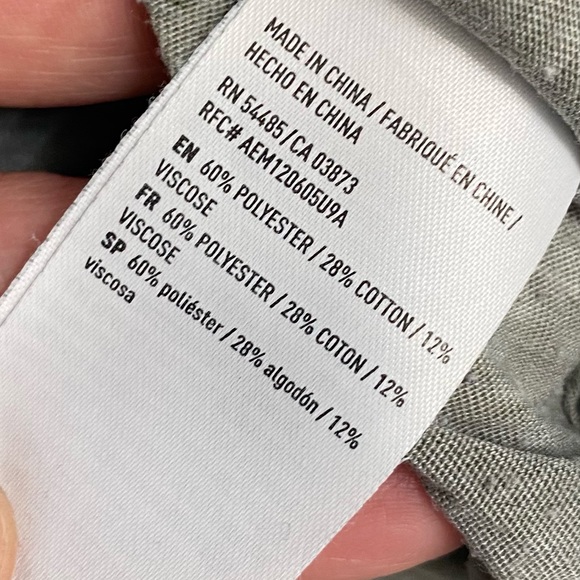 MADE IN CHINA / FABRIQUÉ EN CHINE /
HECHO EN CHINA
RN 54485 / CA 03873
RFC# AEM120605U9A
EN 60% POLYESTER / 28% COTTON / 12%
VISCOSE
FR 60% POLYESTER / 28% COTON / 12%
VISCOSE
SP 60% poliéster / 28% algodón / 12%
viscosa